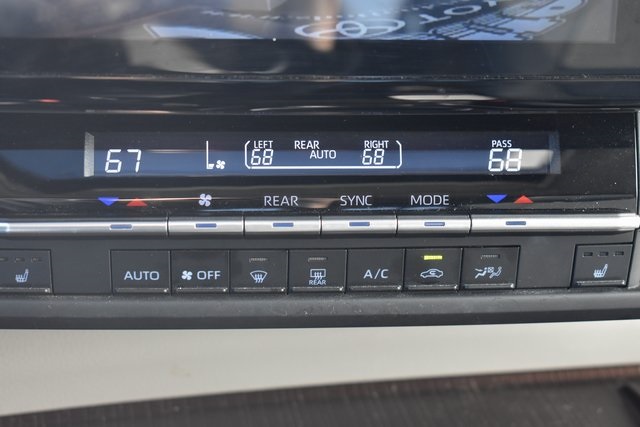 LEFT REAR RIGHT PASS
67 68 AUTO 68 68
REAR SYNC MODE
AUTO OFF REAR A/C